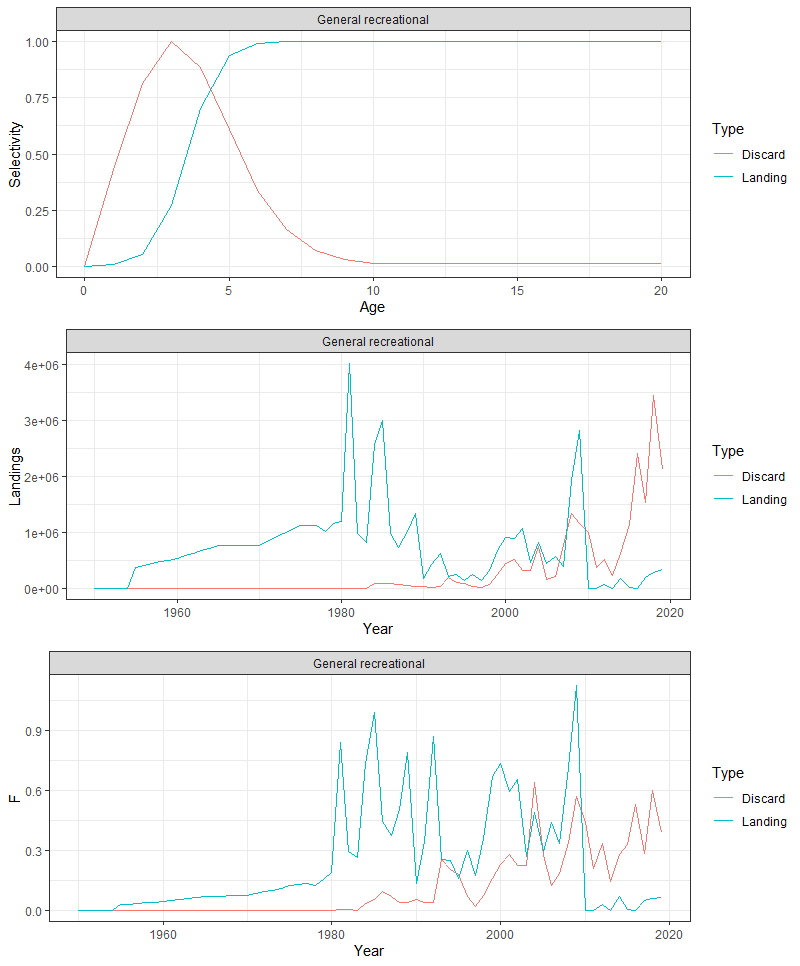 General recreational
1.00
0.75
0.50
0.25
0.00
Selectivity
0 5 10 15 20
Age
Type
Discard
Landing
General recreational
4e+06
3e+06
2e+06
1e+06
0e+00
Landings
1960 1980 2000 2020
Year
Type
Discard
Landing
General recreational
0.9
0.6
0.3
0.0
F
1960 1980 2000 2020
Year
Type
Discard
Landing